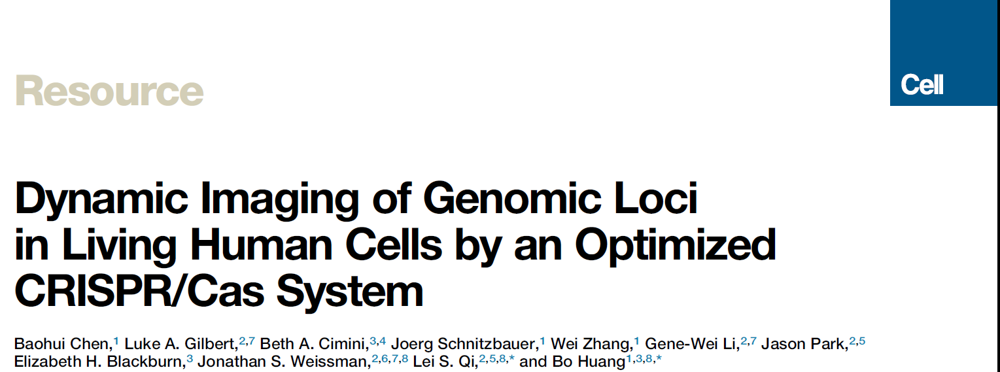 Cell
Resource
Dynamic Imaging of Genomic Loci
in Living Human Cells by an Optimized
CRISPR/Cas System
Baohui Chen,1 Luke A. Gilbert,2,7 Beth A. Cimini,3,4 Joerg Schnitzbauer,1 Wei Zhang,1 Gene-Wei Li,2,7 Jason Park,2,5
Elizabeth H. Blackburn,3 Jonathan S. Weissman,2,6,7,8 Lei S. Qi,2,5,8,* and Bo Huang1,3,8,*